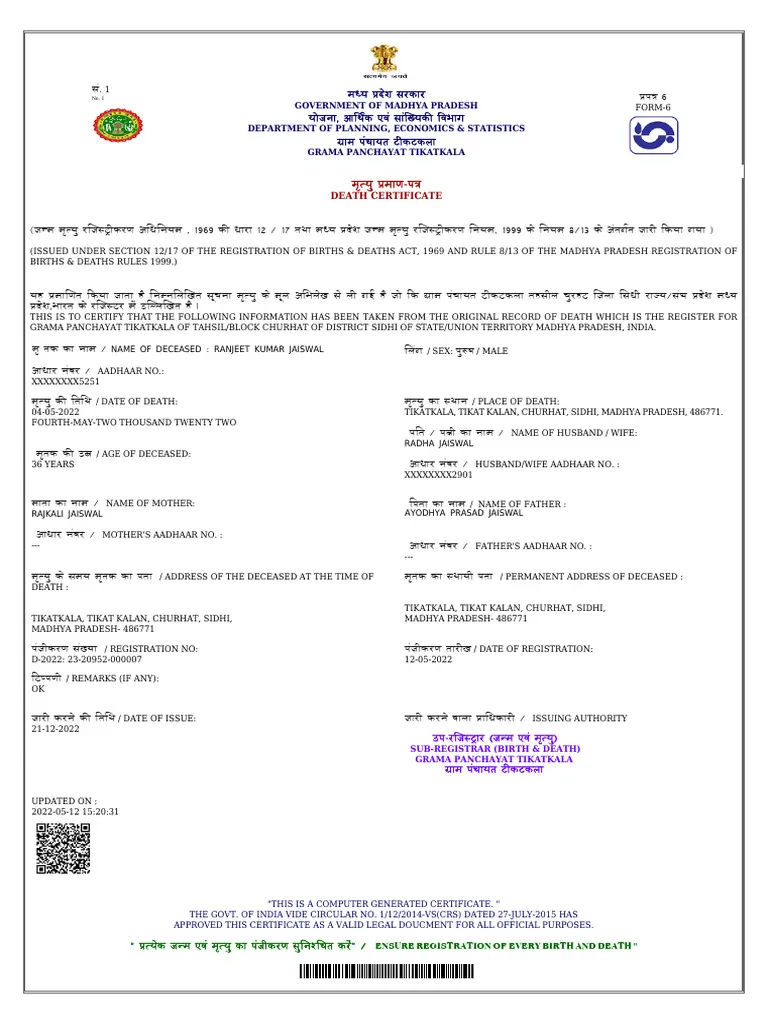 सत्यमेव जयते
सं. 1
No. 1
प्रपत्र 6
FORM-6
मध्य प्रदेश सरकार
GOVERNMENT OF MADHYA PRADESH
योजना, आर्थिक एवं सांख्यिकी विभाग
DEPARTMENT OF PLANNING, ECONOMICS & STATISTICS
ग्राम पंचायत टीकटकला
GRAMA PANCHAYAT TIKATKALA
मृत्यु प्रमाण-पत्र
DEATH CERTIFICATE
(जन्म मृत्यु रजिस्ट्रीकरण अधिनियम , 1969 की धारा 12 / 17 तथा मध्य प्रदेश जन्म मृत्यु रजिस्ट्रीकरण नियम, 1999 के नियम 8/13 के अंतर्गत जारी किया गया )
(ISSUED UNDER SECTION 12/17 OF THE REGISTRATION OF BIRTHS & DEATHS ACT, 1969 AND RULE 8/13 OF THE MADHYA PRADESH REGISTRATION OF
BIRTHS & DEATHS RULES 1999.)
यह प्रमाणित किया जाता है निम्नलिखित सूचना मृत्यु के मूल अभिलेख से ली गई है जो कि ग्राम पंचायत टीकटकला तहसील चुरहट जिला सिधी राज्य/संघ प्रदेश मध्य
प्रदेश,भारत के रजिस्टर में उल्लिखित है ।
THIS IS TO CERTIFY THAT THE FOLLOWING INFORMATION HAS BEEN TAKEN FROM THE ORIGINAL RECORD OF DEATH WHICH IS THE REGISTER FOR
GRAMA PANCHAYAT TIKATKALA OF TAHSIL/BLOCK CHURHAT OF DISTRICT SIDHI OF STATE/UNION TERRITORY MADHYA PRADESH, INDIA.
मृतक का नाम / NAME OF DECEASED : RANJEET KUMAR JAISWAL
लिंग / SEX: पुरुष / MALE
आधार नंबर / AADHAAR NO.:
XXXXXXXX5251
मृत्यु की तिथि / DATE OF DEATH:
04-05-2022
FOURTH-MAY-TWO THOUSAND TWENTY TWO
मृत्यु का स्थान / PLACE OF DEATH:
TIKATKALA, TIKAT KALAN, CHURHAT, SIDHI, MADHYA PRADESH, 486771.
पति / पत्नी का नाम / NAME OF HUSBAND / WIFE:
RADHA JAISWAL
मृतक की उम्र / AGE OF DECEASED:
36 YEARS
आधार नंबर / HUSBAND/WIFE AADHAAR NO. :
XXXXXXXX2901
माता का नाम / NAME OF MOTHER:
RAJKALI JAISWAL
पिता का नाम / NAME OF FATHER :
AYODHYA PRASAD JAISWAL
आधार नंबर / MOTHER'S AADHAAR NO. :
---
आधार नंबर / FATHER'S AADHAAR NO. :
---
मृत्यु के समय मृतक का पता / ADDRESS OF THE DECEASED AT THE TIME OF
DEATH :
मृतक का स्थायी पता / PERMANENT ADDRESS OF DECEASED :
TIKATKALA, TIKAT KALAN, CHURHAT, SIDHI,
MADHYA PRADESH- 486771
TIKATKALA, TIKAT KALAN, CHURHAT, SIDHI,
MADHYA PRADESH - 486771
पंजीकरण संख्या / REGISTRATION NO:
D-2022: 23-20952-000007
पंजीकरण तारीख / DATE OF REGISTRATION:
12-05-2022
टिप्पणी / REMARKS (IF ANY):
OK
जारी करने की तिथि / DATE OF ISSUE:
21-12-2022
जारी करने वाला प्राधिकारी / ISSUING AUTHORITY
उप-रजिस्ट्रार (जन्म एवं मृत्यु)
SUB-REGISTRAR (BIRTH & DEATH)
GRAMA PANCHAYAT TIKATKALA
ग्राम पंचायत टीकटकला
UPDATED ON :
2022-05-12 15:20:31
"THIS IS A COMPUTER GENERATED CERTIFICATE. "
THE GOVT. OF INDIA VIDE CIRCULAR NO. 1/12/2014-VS(CRS) DATED 27-JULY-2015 HAS
APPROVED THIS CERTIFICATE AS A VALID LEGAL DOUCMENT FOR ALL OFFICIAL PURPOSES.
" प्रत्येक जन्म एवं मृत्यु का पंजीकरण सुनिश्चित करें" / ENSURE REGISTRATION OF EVERY BIRTH AND DEATH "